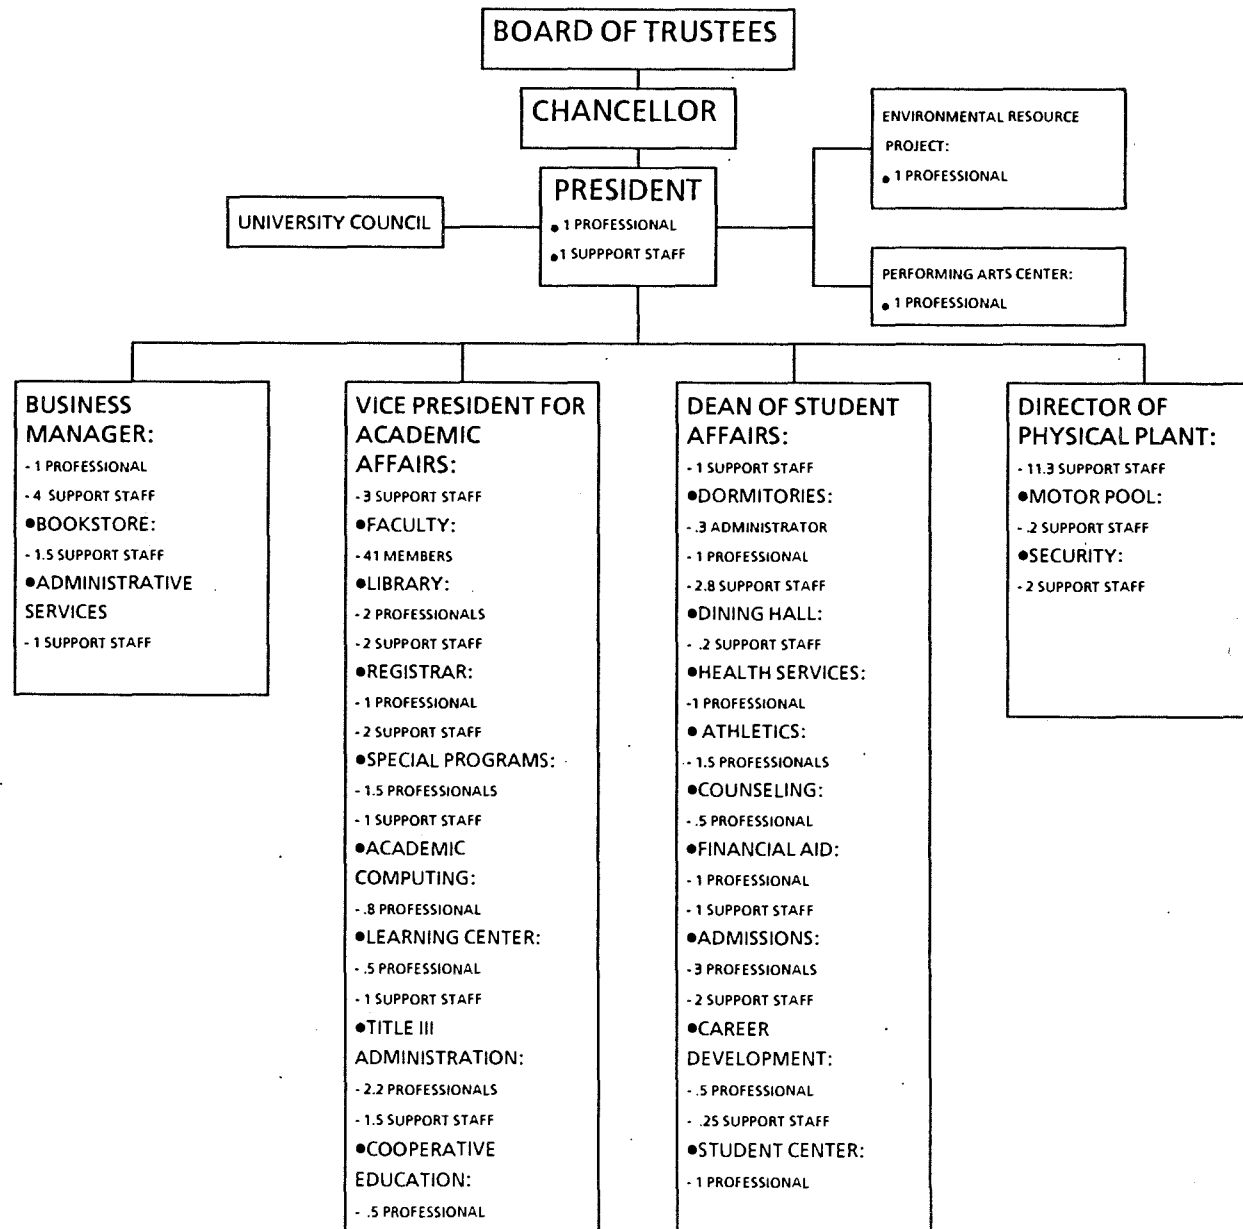 BOARD OF TRUSTEES
CHANCELLOR
ENVIRONMENTAL RESOURCE
PROJECT:
● 1 PROFESSIONAL
PRESIDENT
● 1 PROFESSIONAL
● 1 SUPPPORT STAFF
UNIVERSITY COUNCIL
PERFORMING ARTS CENTER:
● 1 PROFESSIONAL
BUSINESS
MANAGER:
- 1 PROFESSIONAL
- 4 SUPPORT STAFF
●BOOKSTORE:
- 1.5 SUPPORT STAFF
●ADMINISTRATIVE
SERVICES
- 1 SUPPORT STAFF
VICE PRESIDENT FOR
ACADEMIC
AFFAIRS:
- 3 SUPPORT STAFF
●FACULTY:
- 41 MEMBERS
●LIBRARY:
- 2 PROFESSIONALS
- 2 SUPPORT STAFF
●REGISTRAR:
- 1 PROFESSIONAL
- 2 SUPPORT STAFF
●SPECIAL PROGRAMS:
- 1.5 PROFESSIONALS
- 1 SUPPORT STAFF
●ACADEMIC
COMPUTING:
- .8 PROFESSIONAL
●LEARNING CENTER:
- .5 PROFESSIONAL
- 1 SUPPORT STAFF
●TITLE III
ADMINISTRATION:
- 2.2 PROFESSIONALS
- 1.5 SUPPORT STAFF
●COOPERATIVE
EDUCATION:
- .5 PROFESSIONAL
DEAN OF STUDENT
AFFAIRS:
- 1 SUPPORT STAFF
●DORMITORIES:
- .3 ADMINISTRATOR
- 1 PROFESSIONAL
- 2.8 SUPPORT STAFF
●DINING HALL:
- .2 SUPPORT STAFF
●HEALTH SERVICES:
-1 PROFESSIONAL
● ATHLETICS:
- 1.5 PROFESSIONALS
●COUNSELING:
- .5 PROFESSIONAL
●FINANCIAL AID:
- 1 PROFESSIONAL
- 1 SUPPORT STAFF
●ADMISSIONS:
- 3 PROFESSIONALS
- 2 SUPPORT STAFF
●CAREER
DEVELOPMENT:
- .5 PROFESSIONAL
- .25 SUPPORT STAFF
●STUDENT CENTER:
- 1 PROFESSIONAL
DIRECTOR OF
PHYSICAL PLANT:
- 11.3 SUPPORT STAFF
●MOTOR POOL:
- .2 SUPPORT STAFF
●SECURITY:
- 2 SUPPORT STAFF